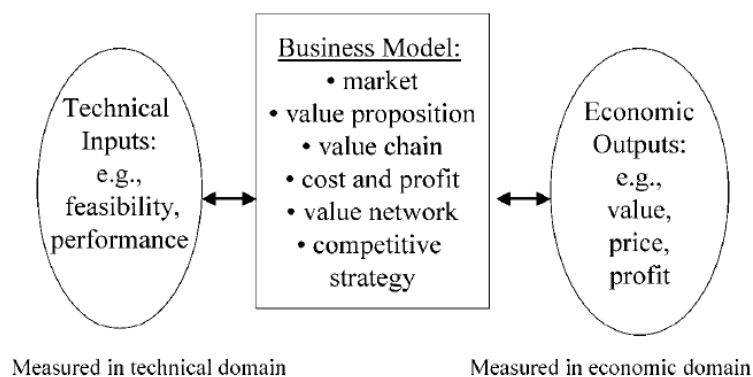 Technical
Inputs:
e.g.,
feasibility,
performance
Business Model:
• market
• value proposition
• value chain
• cost and profit
• value network
• competitive
strategy
Economic
Outputs:
e.g.,
value,
price,
profit
Measured in technical domain
Measured in economic domain